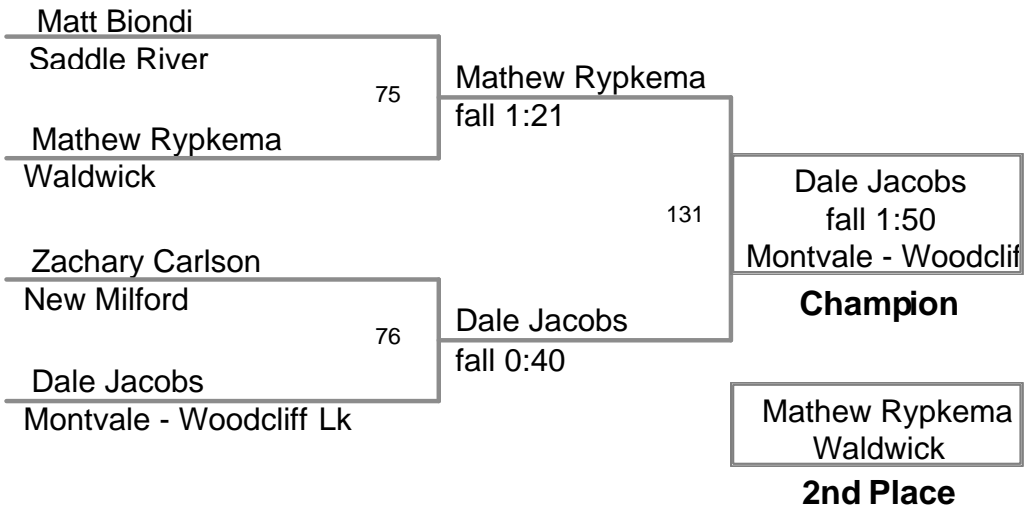 Matt Biondi
Saddle River
75
Mathew Rypkema
Waldwick
Zachary Carlson
New Milford
76
Dale Jacobs
Montvale - Woodcliff Lk
Mathew Rypkema
fall 1:21
131
Dale Jacobs
fall 0:40
Dale Jacobs
fall 1:50
Montvale - Woodclif
Champion
Mathew Rypkema
Waldwick
2nd Place